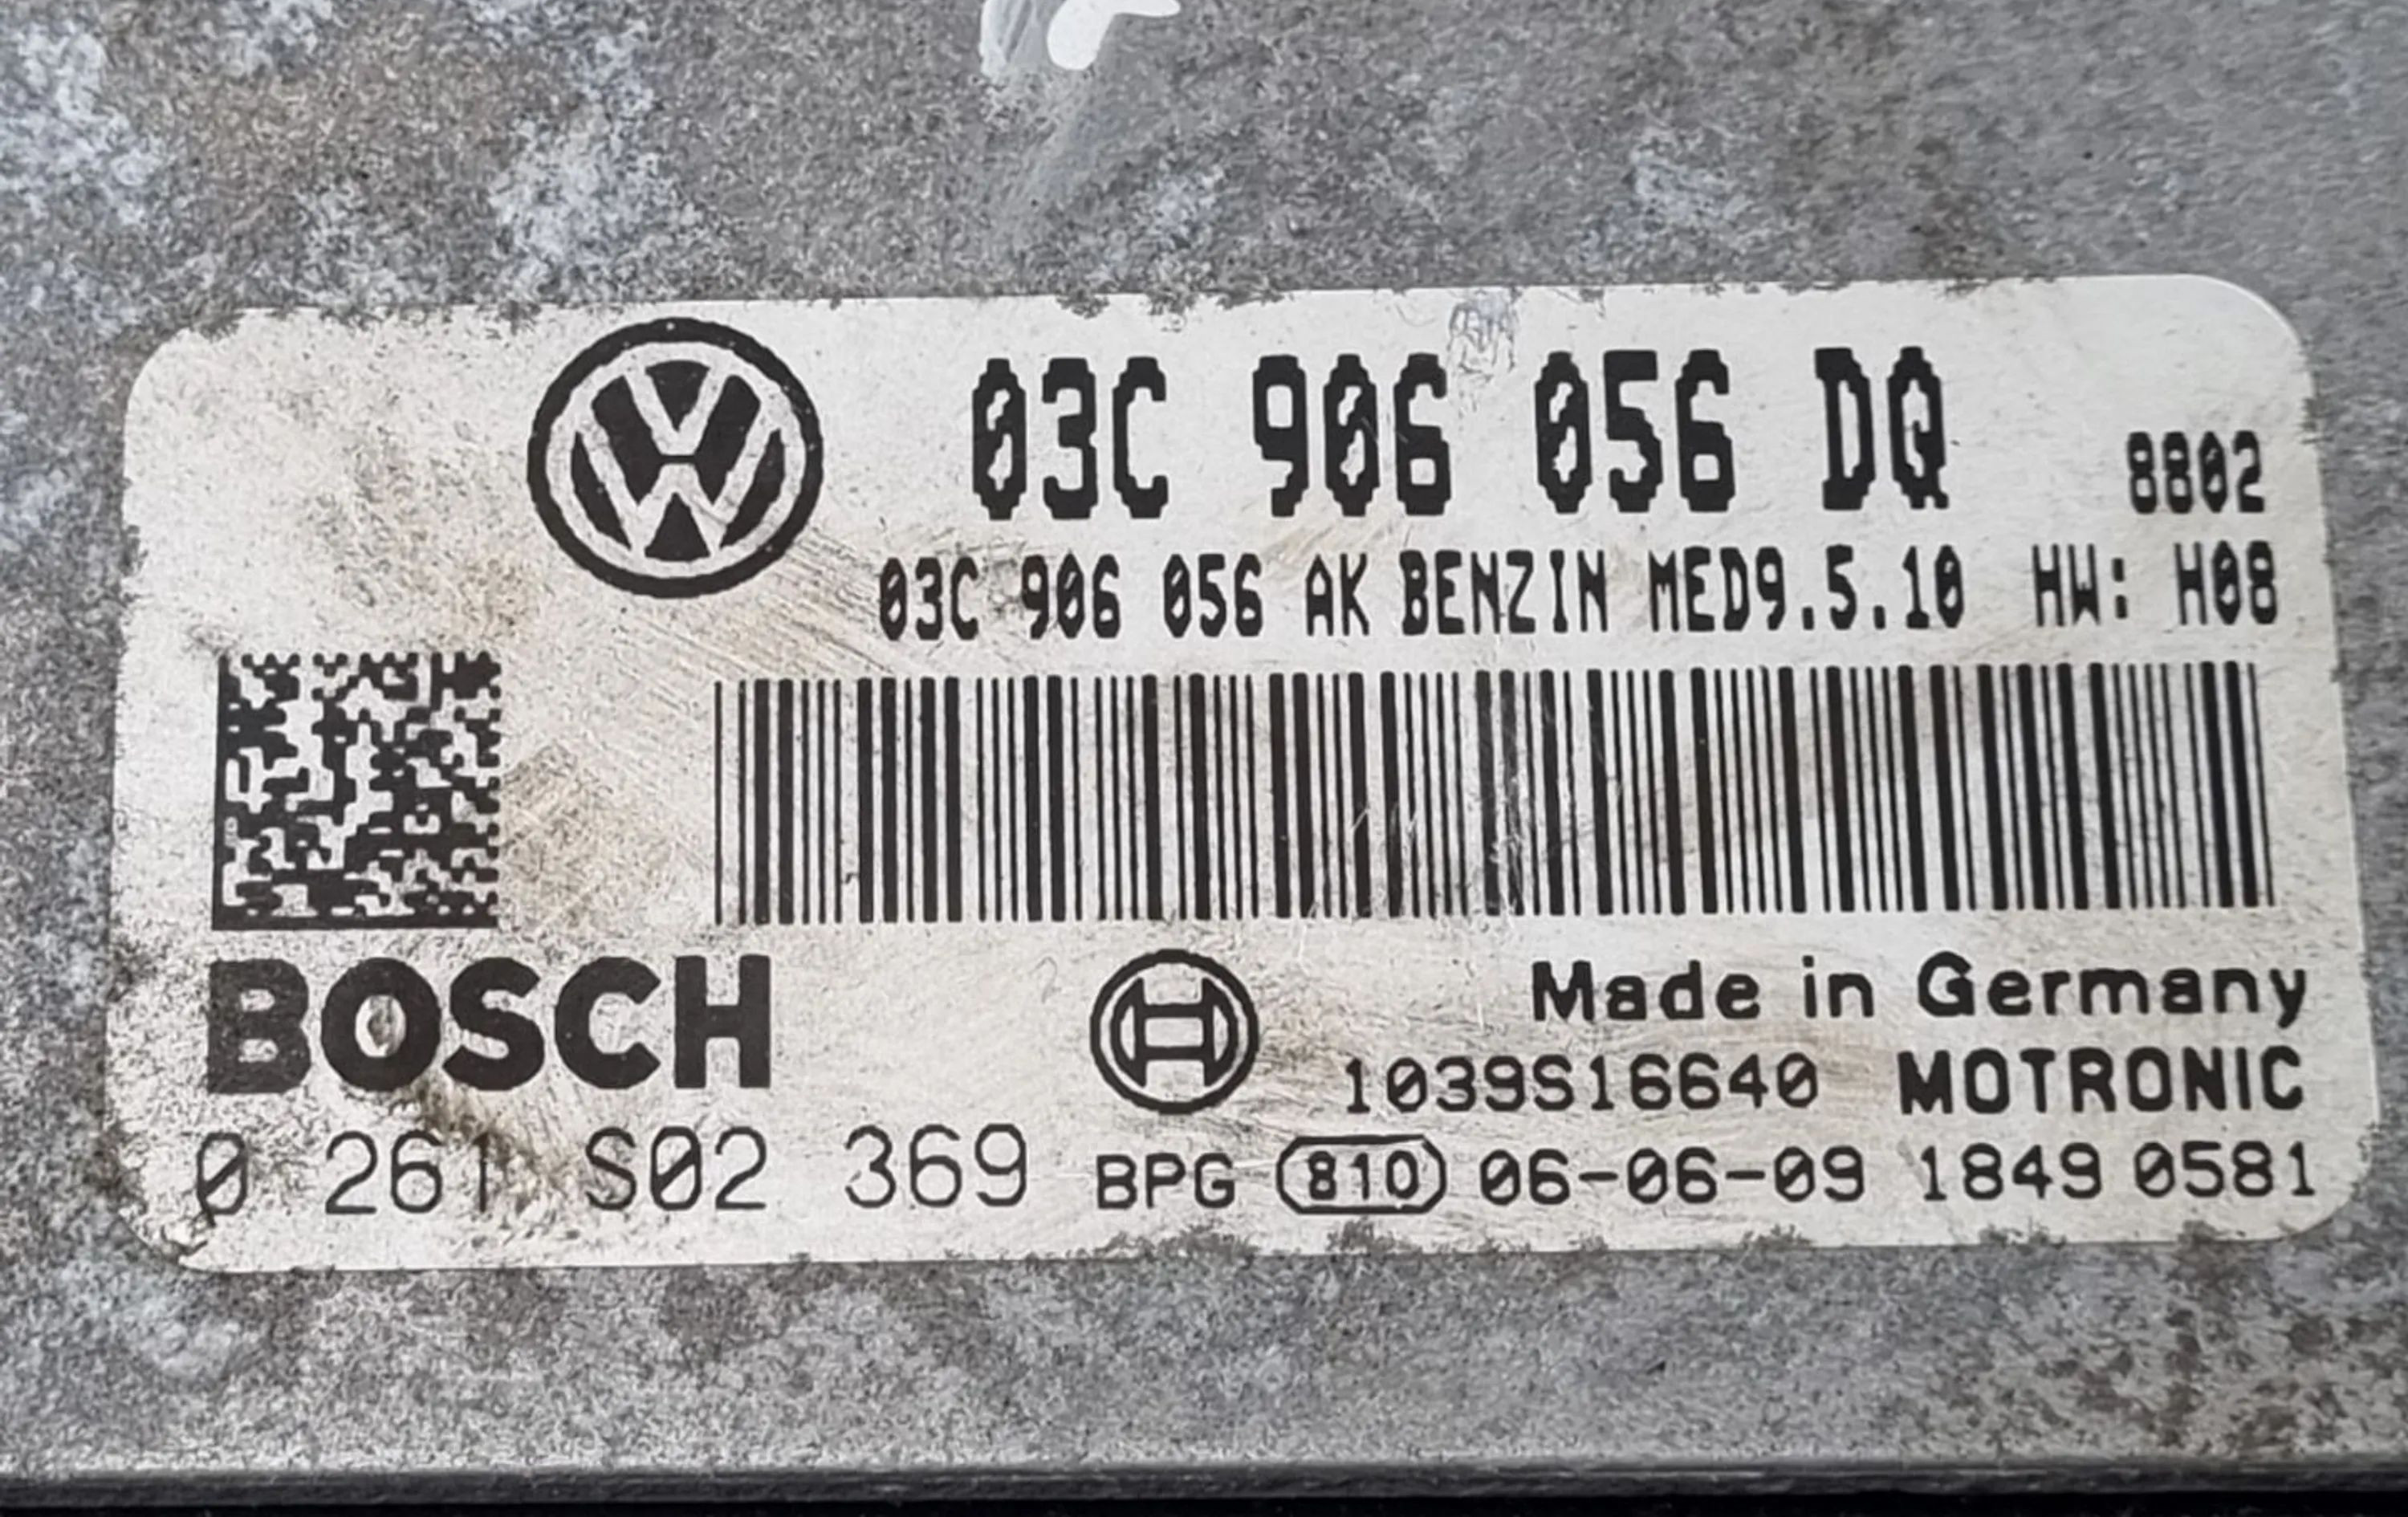 03C 906 056 DQ 8802
03C 906 056 AK BENZIN MED9.5.10 HW: H08
BOSCH
Made in Germany
1039S16640 MOTRONIC
0 261 S02 369 BPG 810 06-06-09 1849 0581